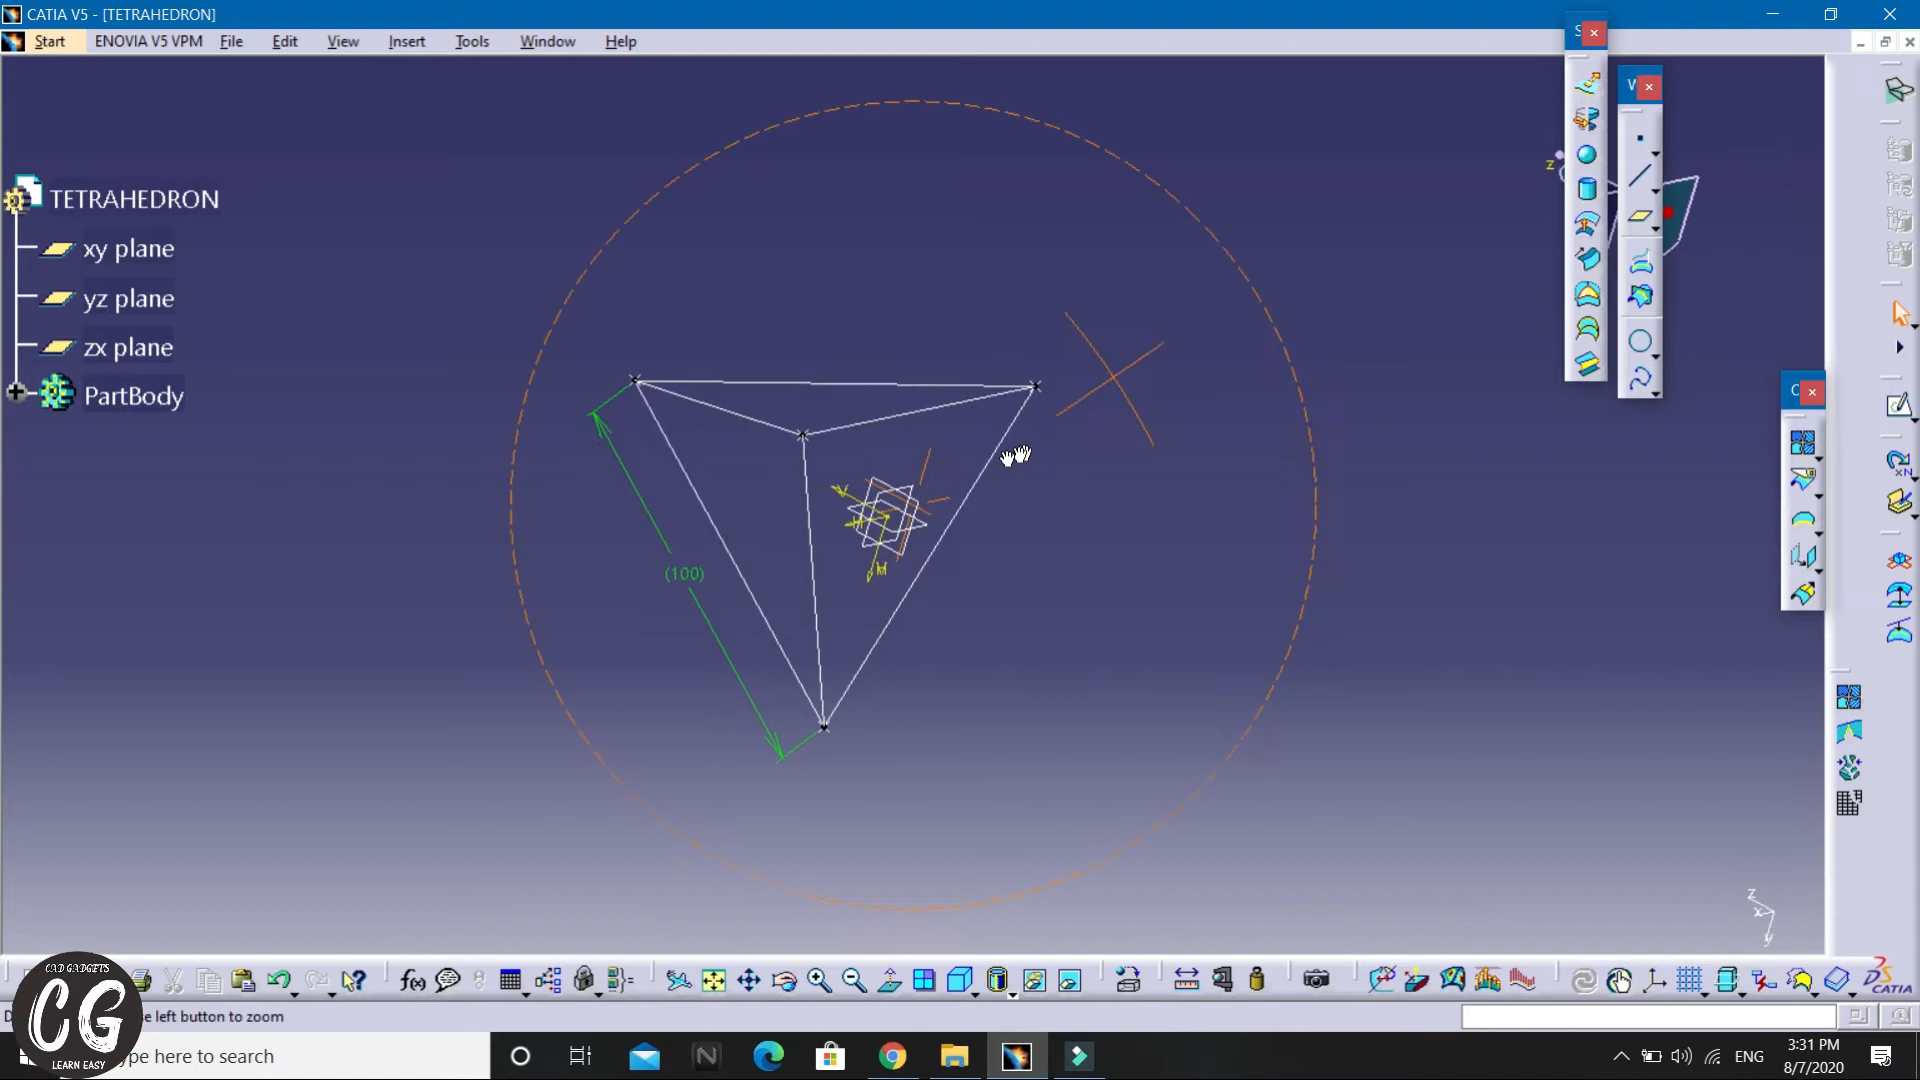 CATIA V5 - [TETRAHEDRON]
Start ENOVIA V5 VPM File Edit View Insert Tools Window Help
TETRAHEDRON
xy plane
yz plane
zx plane
PartBody
(100)
V
H
z
z
x
y
f(x)
CATIA
left button to zoom
CAD GADGETS
CG
LEARN EASY
pe here to search
N
ENG
3:31 PM
8/7/2020